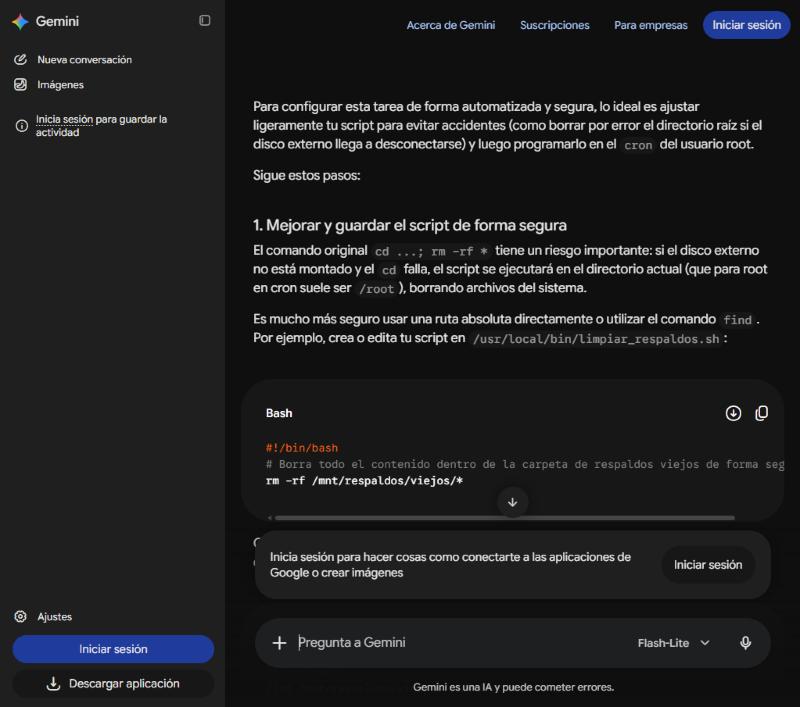 Gemini
Nueva conversación
Imágenes
Inicia sesión para guardar la
actividad
Ajustes
Iniciar sesión
Descargar aplicación
Acerca de Gemini
Suscripciones
Para empresas
Iniciar sesión
Para configurar esta tarea de forma automatizada y segura, lo ideal es ajustar
ligeramente tu script para evitar accidentes (como borrar por error el directorio raíz si el
disco externo llega a desconectarse) y luego programarlo en el cron del usuario root.
Sigue estos pasos:
1. Mejorar y guardar el script de forma segura
El comando original cd ...; rm -rf * tiene un riesgo importante: si el disco externo
no está montado y el cd falla, el script se ejecutará en el directorio actual (que para root
en cron suele ser /root ), borrando archivos del sistema.
Es mucho más seguro usar una ruta absoluta directamente o utilizar el comando find .
Por ejemplo, crea o edita tu script en /usr/local/bin/limpiar_respaldos.sh :
Bash
#!/bin/bash
# Borra todo el contenido dentro de la carpeta de respaldos viejos de forma seg
rm -rf /mnt/respaldos/viejos/*
Inicia sesión para hacer cosas como conectarte a las aplicaciones de
Google o crear imágenes
Iniciar sesión
Pregunta a Gemini
Flash-Lite
Gemini es una IA y puede cometer errores.